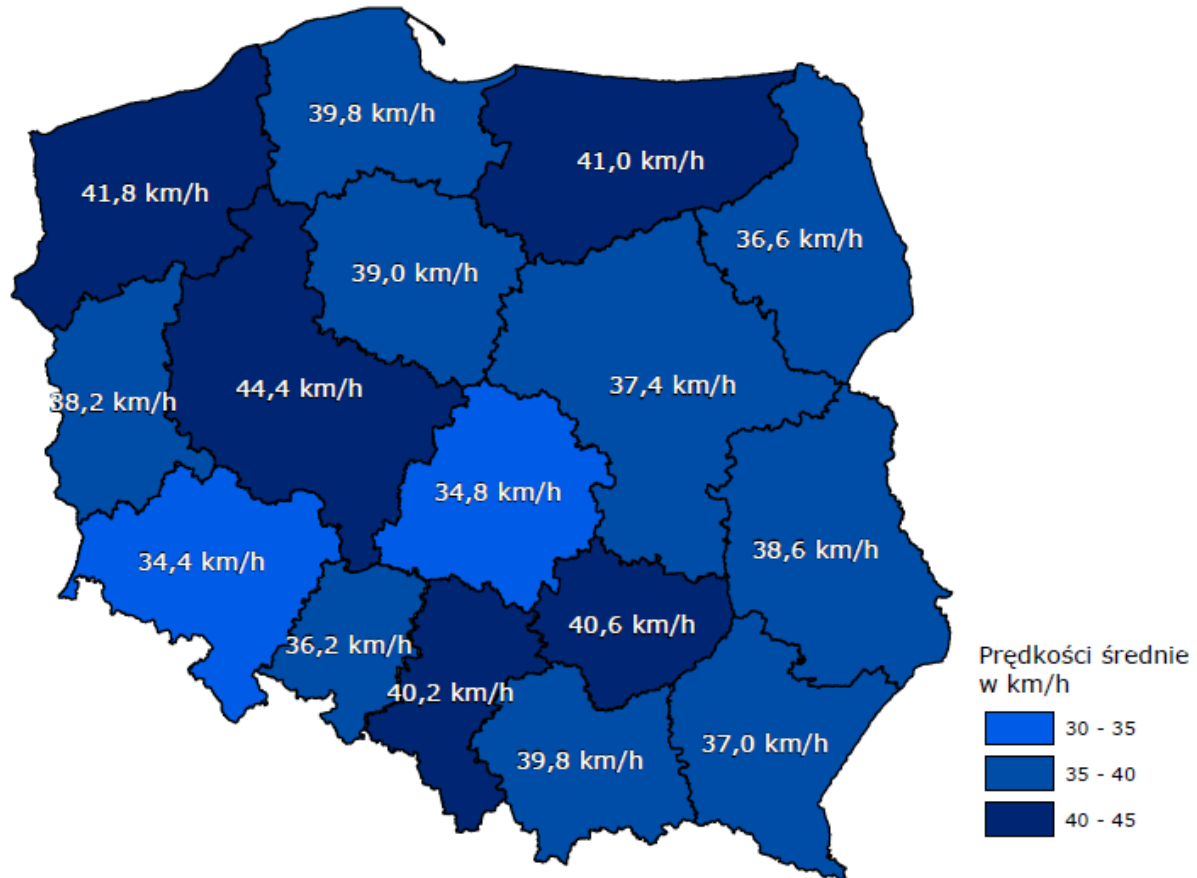 39,8 km/h
41,0 km/h
41,8 km/h
36,6 km/h
39,0 km/h
37,4 km/h
44,4 km/h
38,2 km/h
34,8 km/h
38,6 km/h
34,4 km/h
40,6 km/h
36,2 km/h
40,2 km/h
37,0 km/h
39,8 km/h
Prędkości średnie
w km/h
30 - 35
35 - 40
40 - 45